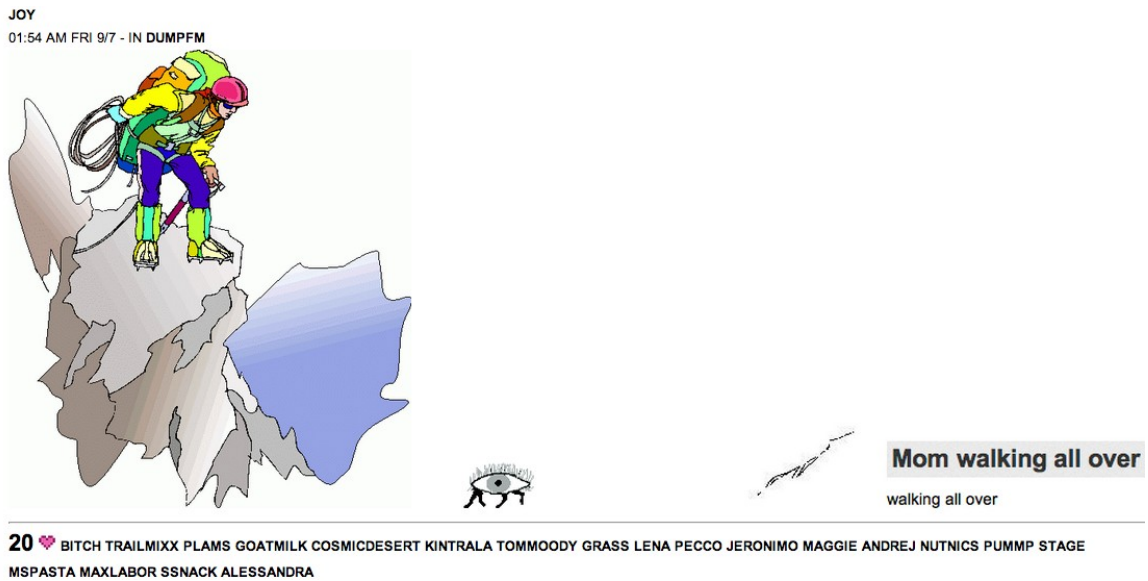 JOY
01:54 AM FRI 9/7 - IN DUMPFM
Mom walking all over
walking all over
20 BITCH TRAILMIXX PLAMS GOATMILK COSMICDESERT KINTRALA TOMMOODY GRASS LENA PECCO JERONIMO MAGGIE ANDREJ NUTNICS PUMMP STAGE
MSPASTA MAXLABOR SSNACK ALESSANDRA